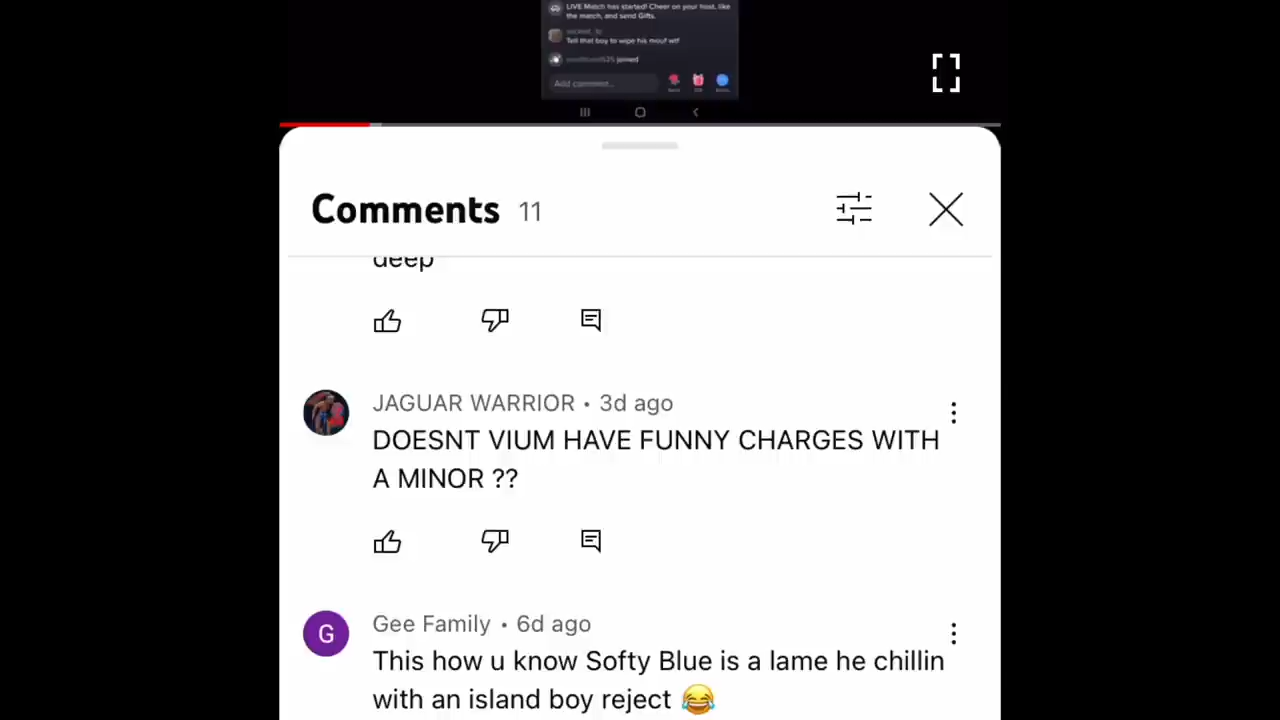 LIVE Match has started! Cheer on your host, like
the match, and send Gifts.
Tell that boy to wipe his mouf wtf
joined
Add comment...
Comments 11
deep
JAGUAR WARRIOR • 3d ago
DOESNT VIUM HAVE FUNNY CHARGES WITH
A MINOR ??
G
Gee Family • 6d ago
This how u know Softy Blue is a lame he chillin
with an island boy reject 😂